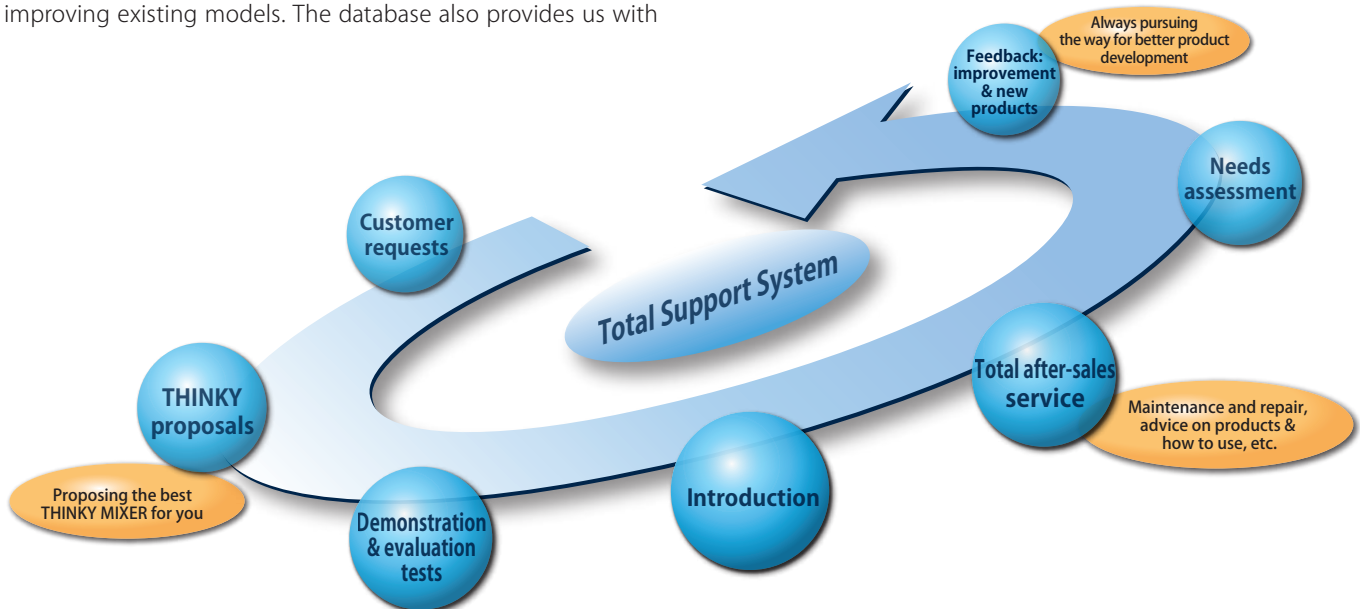 improving existing models. The database also provides us with
Always pursuing
the way for better product
development
Feedback:
improvement
& new
products
Needs
assessment
Customer
requests
Total Support System
THINKY
proposals
Total after-sales
service
Maintenance and repair,
advice on products &
how to use, etc.
Introduction
Proposing the best
THINKY MIXER for you
Demonstration
& evaluation
tests